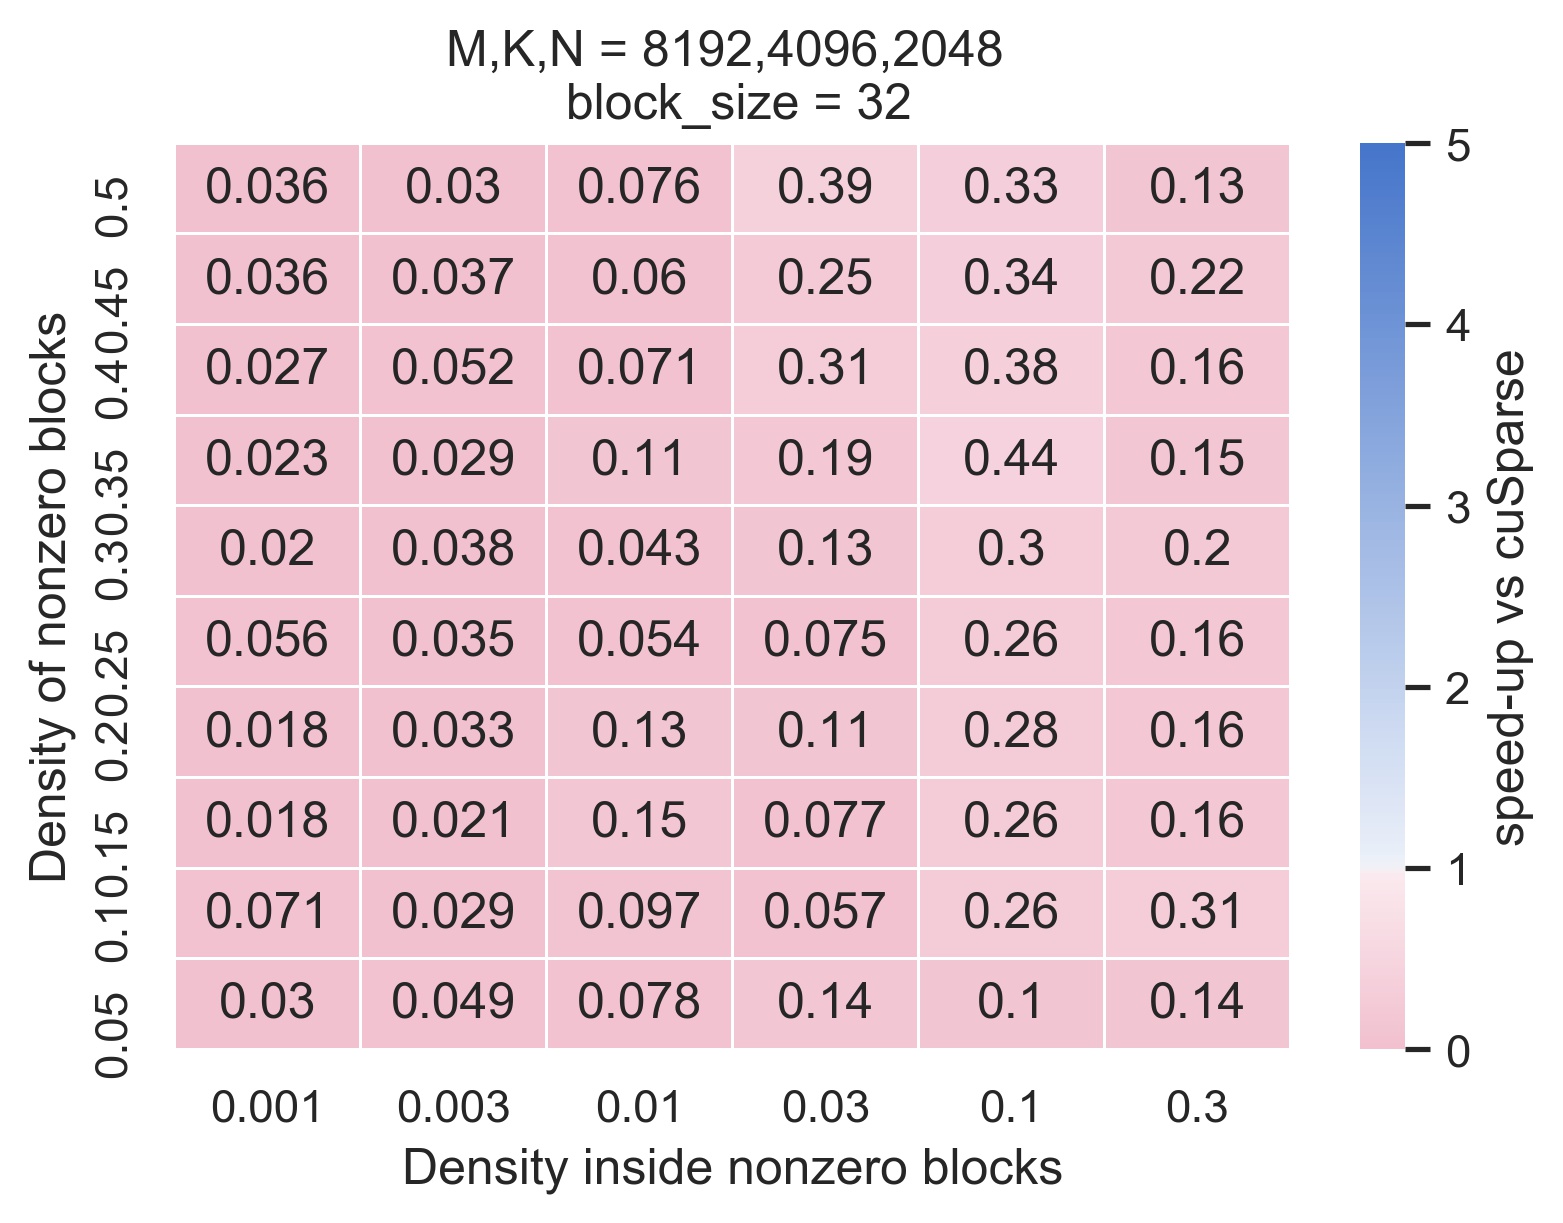 M,K,N = 8192,4096,2048
block_size = 32
Density of nonzero blocks
0.5 0.036 0.03 0.076 0.39 0.33 0.13
0.45 0.036 0.037 0.06 0.25 0.34 0.22
0.4 0.027 0.052 0.071 0.31 0.38 0.16
0.35 0.023 0.029 0.11 0.19 0.44 0.15
0.3 0.02 0.038 0.043 0.13 0.3 0.2
0.25 0.056 0.035 0.054 0.075 0.26 0.16
0.2 0.018 0.033 0.13 0.11 0.28 0.16
0.15 0.018 0.021 0.15 0.077 0.26 0.16
0.1 0.071 0.029 0.097 0.057 0.26 0.31
0.05 0.03 0.049 0.078 0.14 0.1 0.14
0.001 0.003 0.01 0.03 0.1 0.3
Density inside nonzero blocks
5
4
3
2
1
0
speed-up vs cuSparse